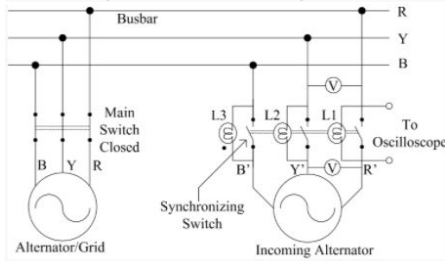 Busbar
R
Y
B
V
Main
Switch
Closed
L3
L2
L1
To
Oscilloscope
B
Y
R
B'
Y'
V
R'
Synchronizing
Switch
Alternator/Grid
Incoming Alternator